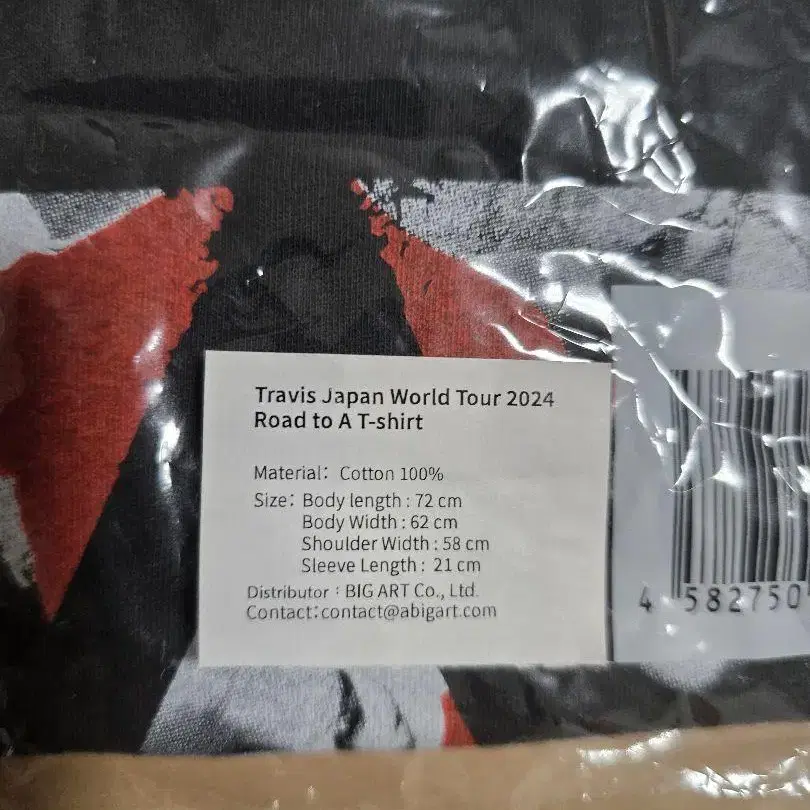 Travis Japan World Tour 2024
Road to A T-shirt
Material: Cotton 100%
Size: Body length : 72 cm
Body Width : 62 cm
Shoulder Width : 58 cm
Sleeve Length : 21 cm
Distributor : BIG ART Co., Ltd.
Contact:contact@abigart.com
4 582750